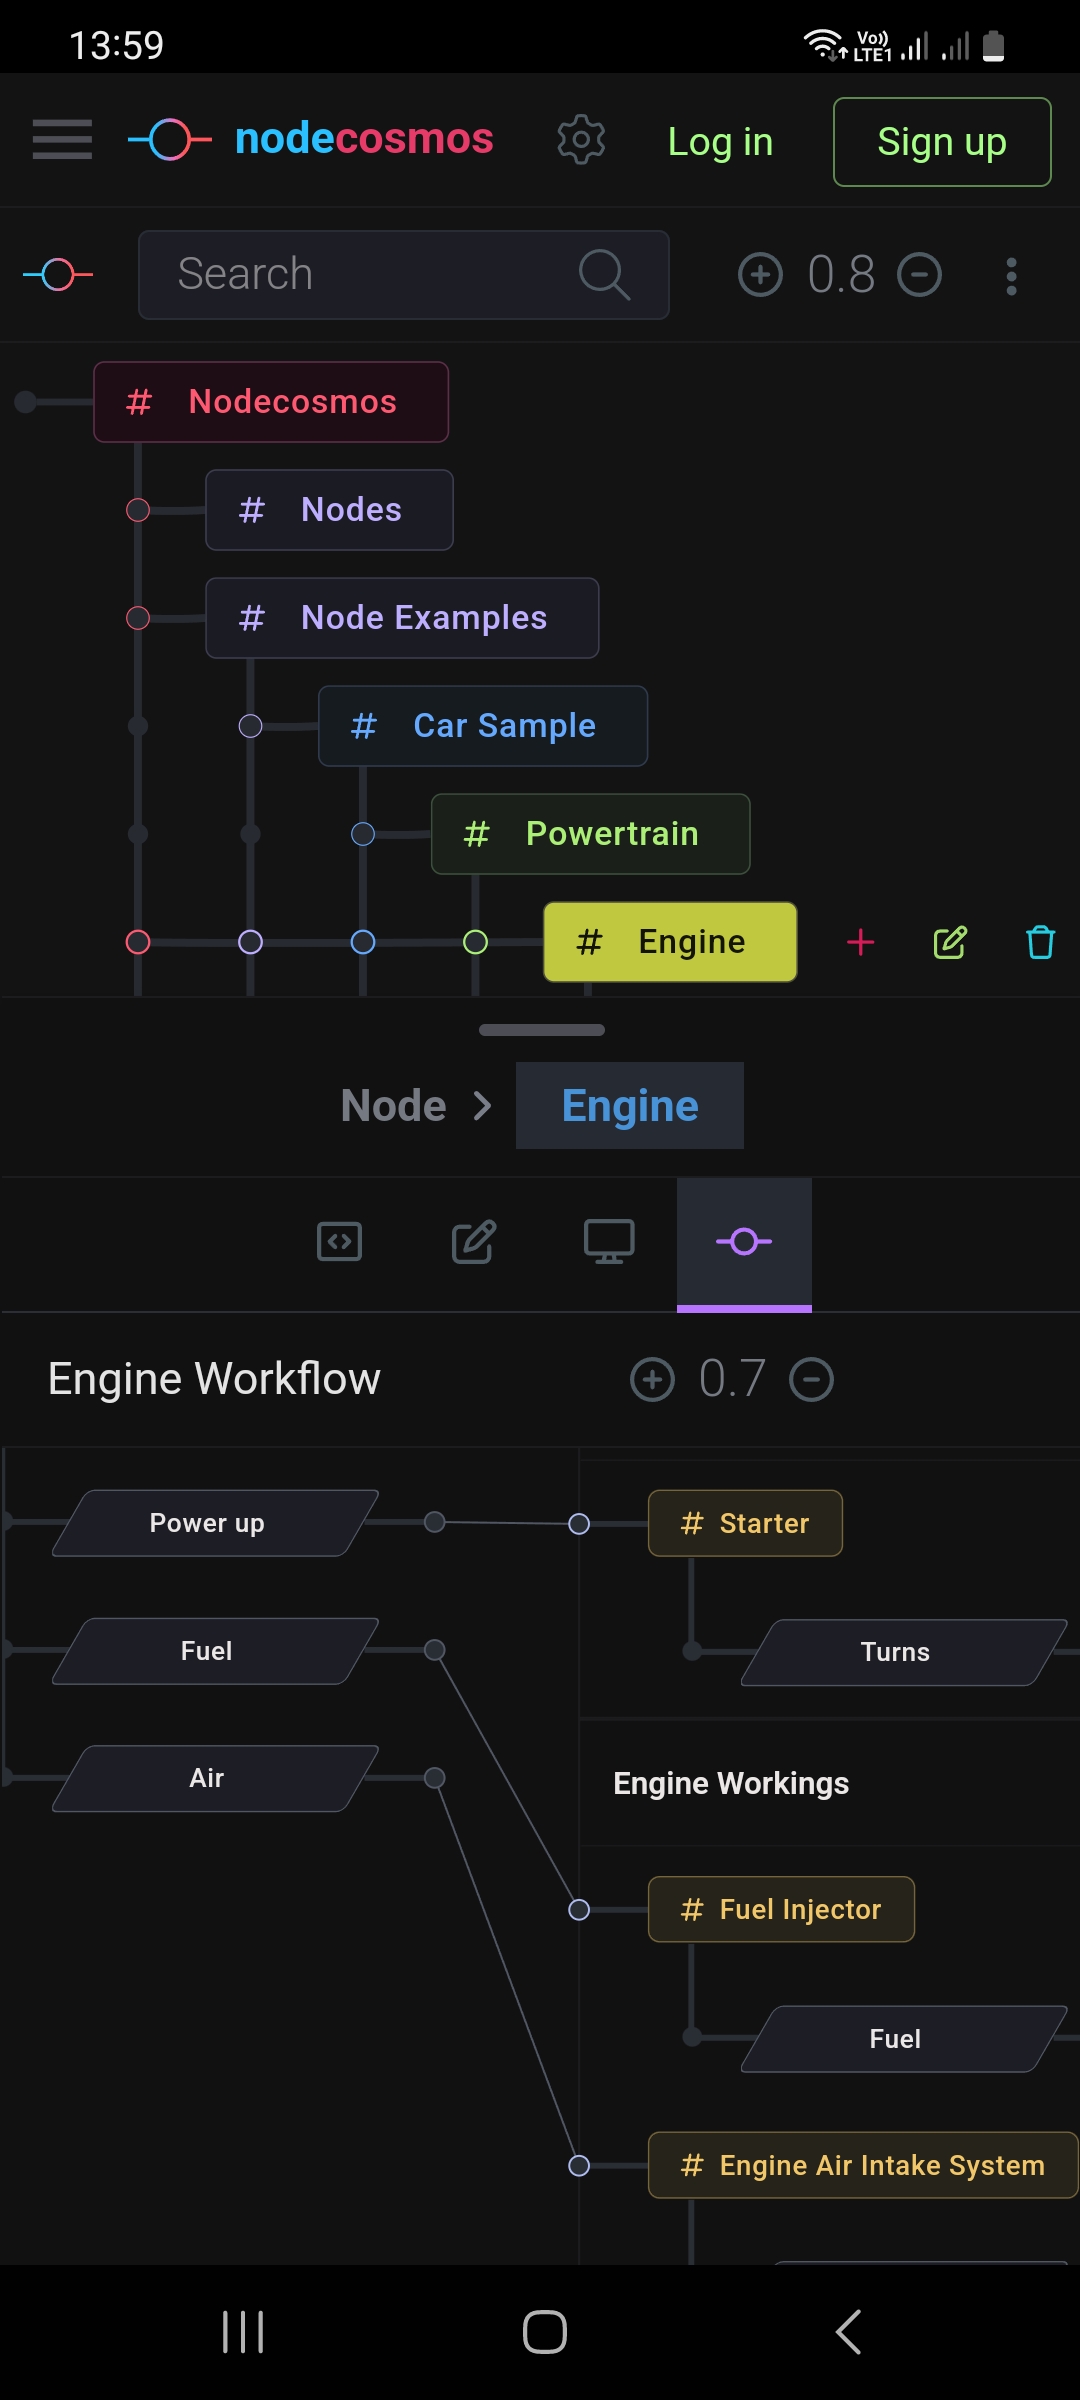 13:59
Vo)) LTE1
nodecosmos Log in Sign up
Search 0.8
# Nodecosmos
# Nodes
# Node Examples
# Car Sample
# Powertrain
# Engine
Node > Engine
Engine Workflow 0.7
Power up
# Starter
Fuel
Turns
Air
Engine Workings
# Fuel Injector
Fuel
# Engine Air Intake System